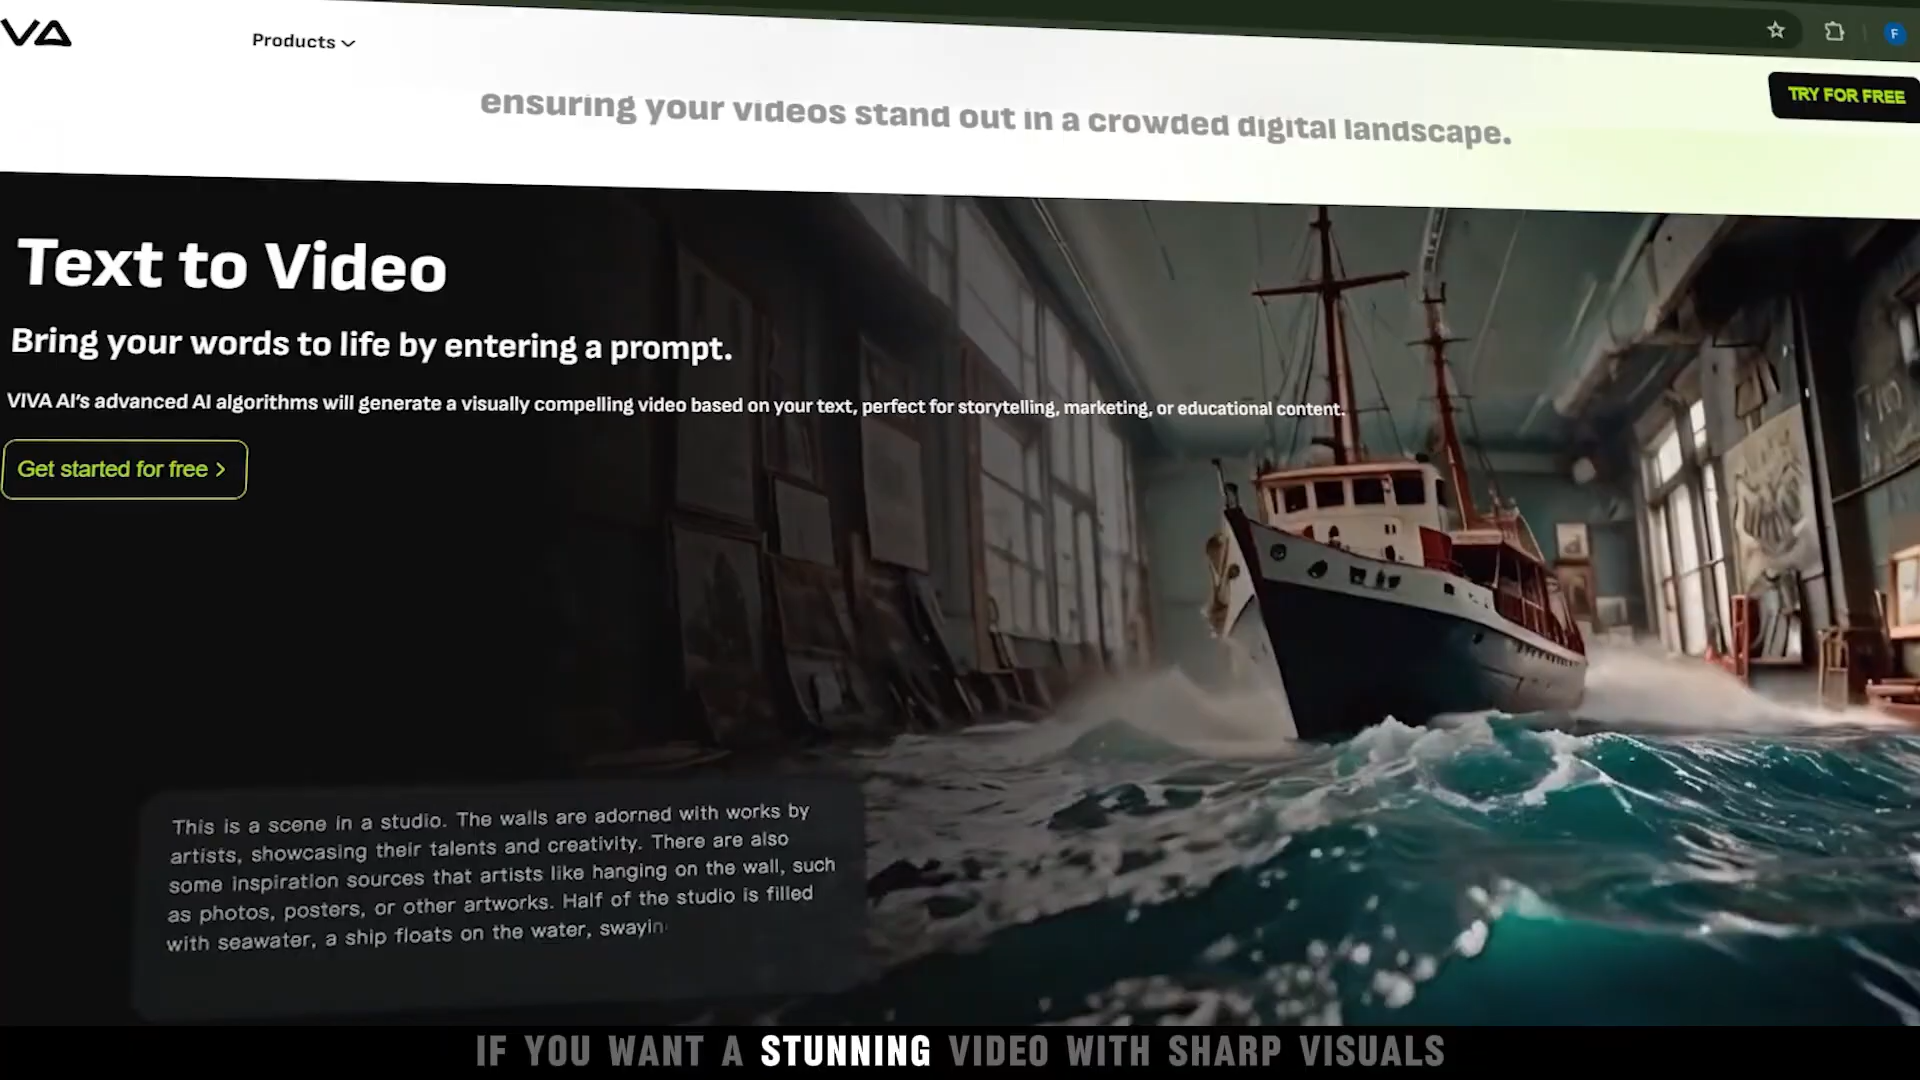 VA
Products
F
TRY FOR FREE
ensuring your videos stand out in a crowded digital landscape.
Text to Video
Bring your words to life by entering a prompt.
VIVA AI's advanced AI algorithms will generate a visually compelling video based on your text, perfect for storytelling, marketing, or educational content.
Get started for free >
This is a scene in a studio. The walls are adorned with works by
artists, showcasing their talents and creativity. There are also
some inspiration sources that artists like hanging on the wall, such
as photos, posters, or other artworks. Half of the studio is filled
with seawater, a ship floats on the water, swayin
IF YOU WANT A STUNNING VIDEO WITH SHARP VISUALS